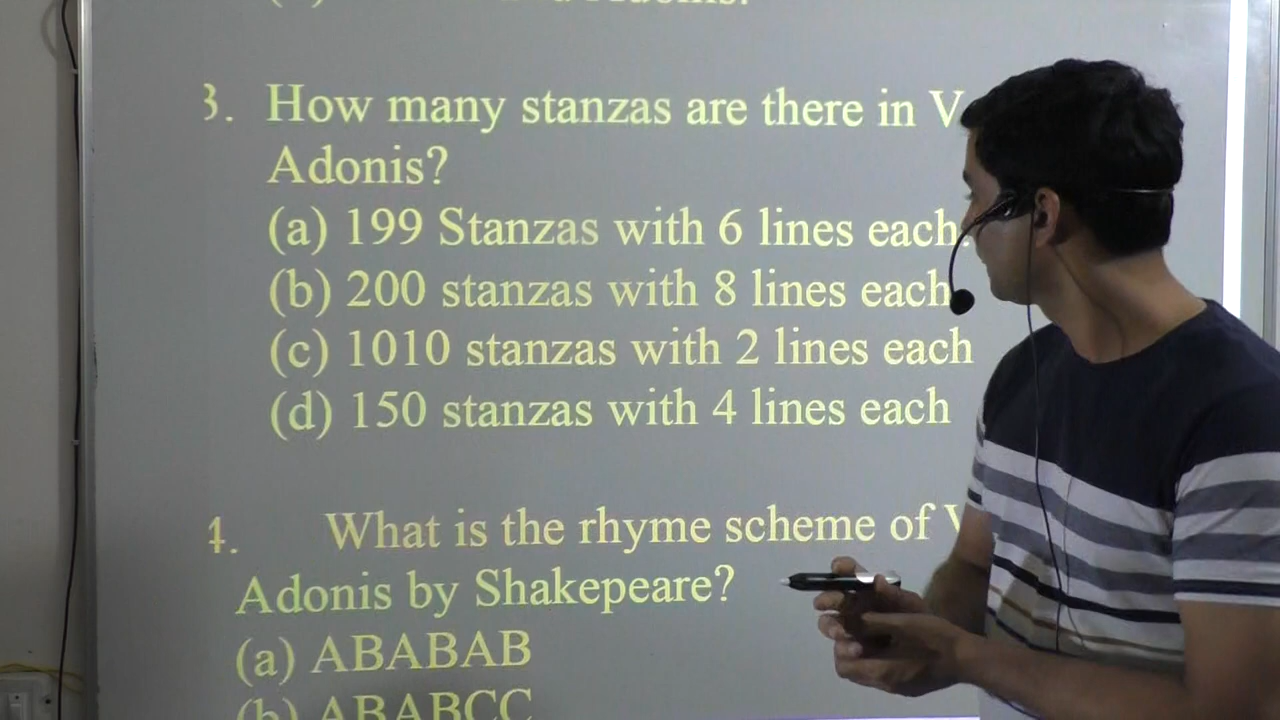 Adonis.
3. How many stanzas are there in V
Adonis?
(a) 199 Stanzas with 6 lines each.
(b) 200 stanzas with 8 lines each
(c) 1010 stanzas with 2 lines each
(d) 150 stanzas with 4 lines each
4. What is the rhyme scheme of V
Adonis by Shakepeare?
(a) ABABAB
(b) ABABCC